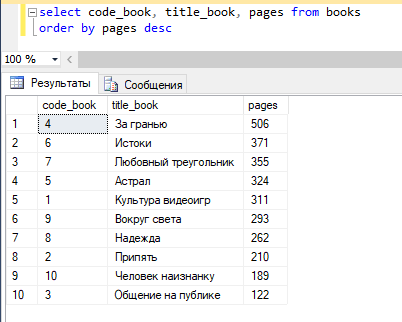 select code_book, title_book, pages from books
order by pages desc
100 %
Результаты Сообщения
code_book title_book pages
1 4 За гранью 506
2 6 Истоки 371
3 7 Любовный треугольник 355
4 5 Астрал 324
5 1 Культура видеоигр 311
6 9 Вокруг света 293
7 8 Надежда 262
8 2 Припять 210
9 10 Человек наизнанку 189
10 3 Общение на публике 122